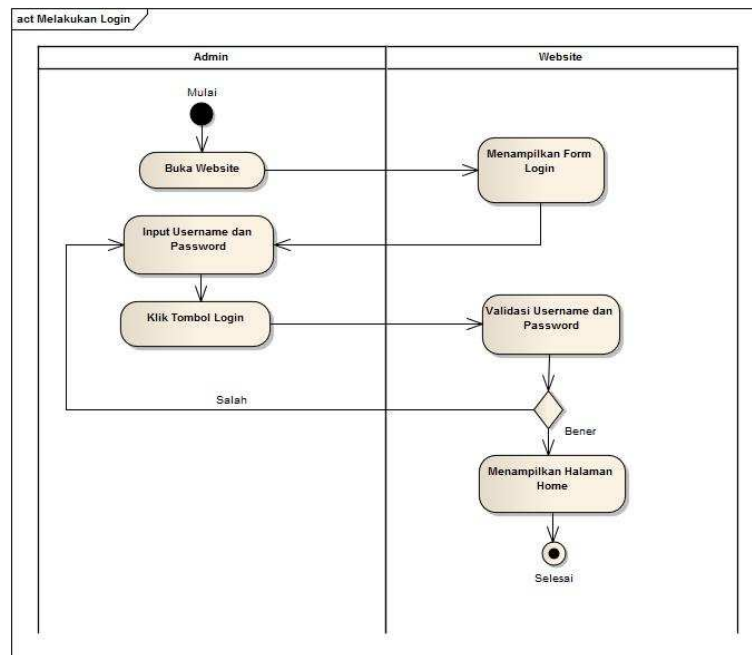 act Melakukan Login
Admin
Website
Mulai
Buka Website
Menampilkan Form
Login
Input Username dan
Password
Klik Tombol Login
Validasi Username dan
Password
Salah
Bener
Menampilkan Halaman
Home
Selesai